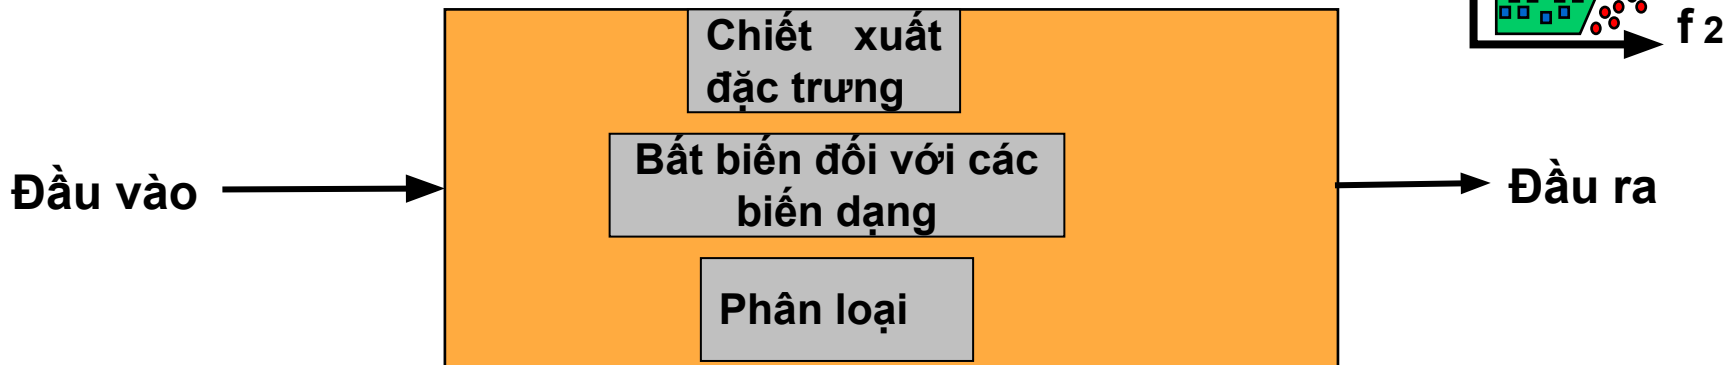 f 2
Chiết xuất
đặc trưng
Bất biến đối với các
biến dạng
Đầu vào
Đầu ra
Phân loại